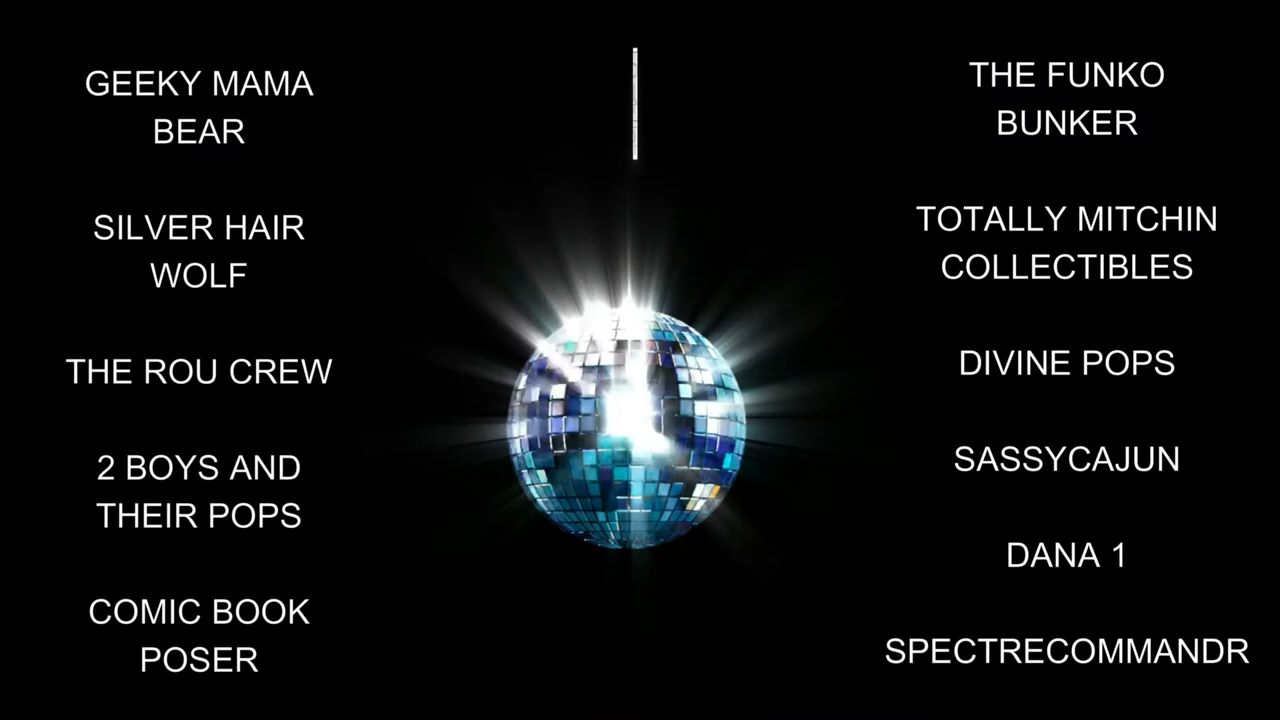 GEEKY MAMA
BEAR
SILVER HAIR
WOLF
THE ROU CREW
2 BOYS AND
THEIR POPS
COMIC BOOK
POSER
THE FUNKO
BUNKER
TOTALLY MITCHIN
COLLECTIBLES
DIVINE POPS
SASSYCAJUN
DANA 1
SPECTRECOMMANDR